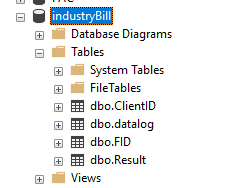 industryBill
Database Diagrams
Tables
System Tables
FileTables
dbo.ClientID
dbo.datalog
dbo.FID
dbo.Result
Views